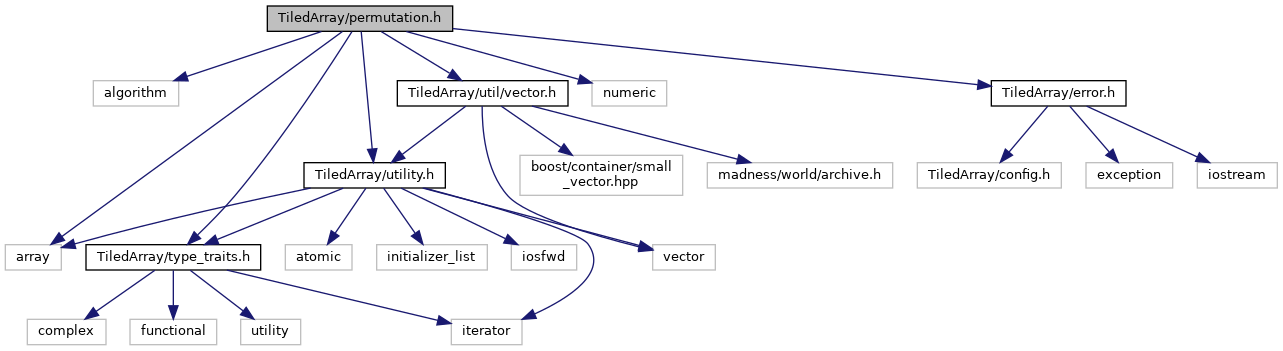 TiledArray/permutation.h
algorithm
TiledArray/util/vector.h
numeric
TiledArray/error.h
TiledArray/utility.h
boost/container/small
_vector.hpp
madness/world/archive.h
TiledArray/config.h
exception
iostream
array
TiledArray/type_traits.h
atomic
initializer_list
iosfwd
vector
complex
functional
utility
iterator